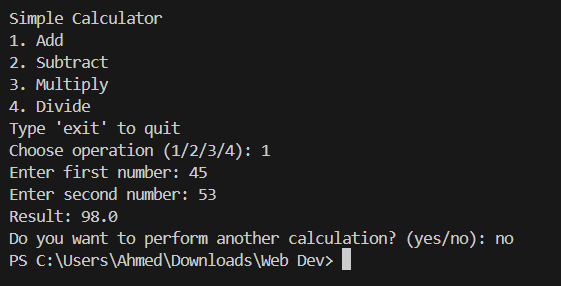 Simple Calculator
1. Add
2. Subtract
3. Multiply
4. Divide
Type 'exit' to quit
Choose operation (1/2/3/4): 1
Enter first number: 45
Enter second number: 53
Result: 98.0
Do you want to perform another calculation? (yes/no): no
PS C:\Users\Ahmed\Downloads\Web Dev>